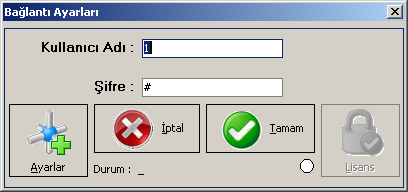 Bağlantı Ayarları
Kullanıcı Adı : 1
Şifre : #
Ayarlar
İptal
Tamam
Lisans
Durum : _